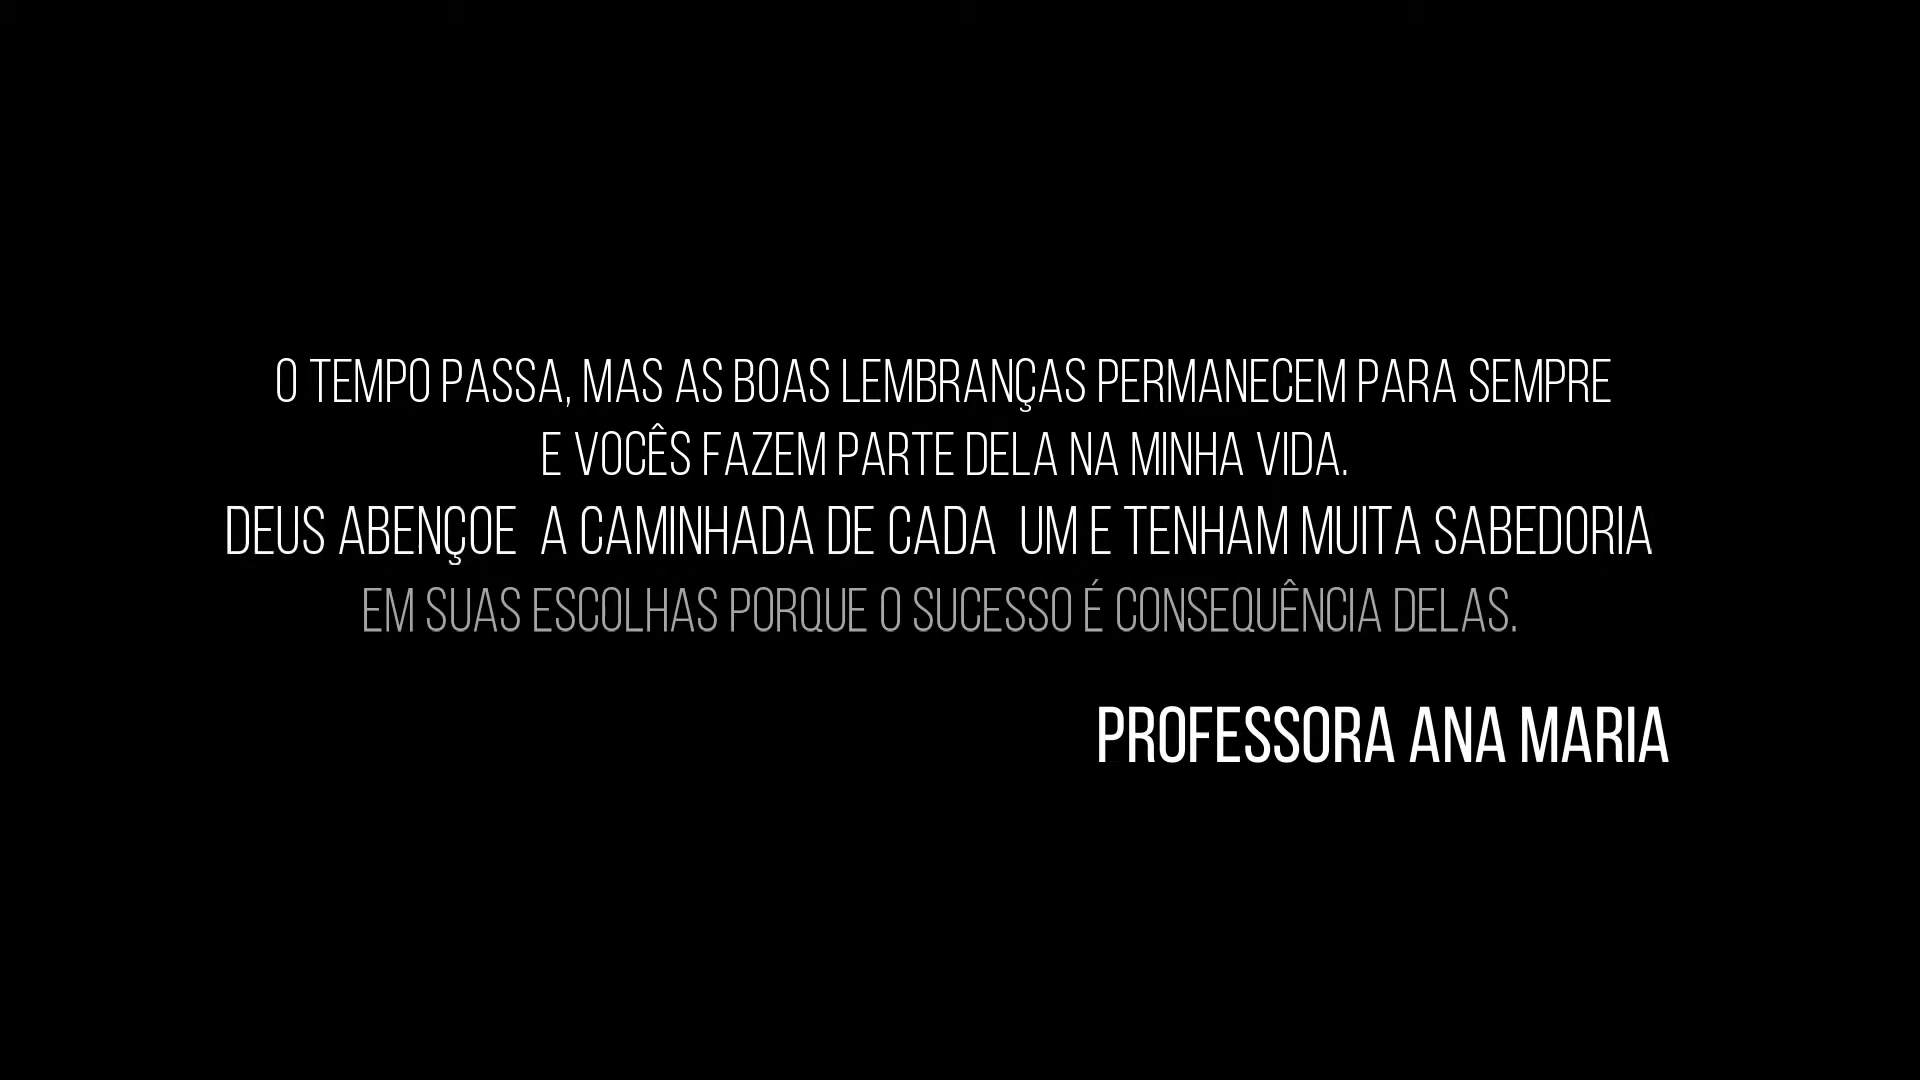 O TEMPO PASSA, MAS AS BOAS LEMBRANÇAS PERMANECEM PARA SEMPRE
E VOCÊS FAZEM PARTE DELA NA MINHA VIDA.
DEUS ABENÇOE  A CAMINHADA DE CADA  UM E TENHAM MUITA SABEDORIA
EM SUAS ESCOLHAS PORQUE O SUCESSO É CONSEQUÊNCIA DELAS.
PROFESSORA ANA MARIA